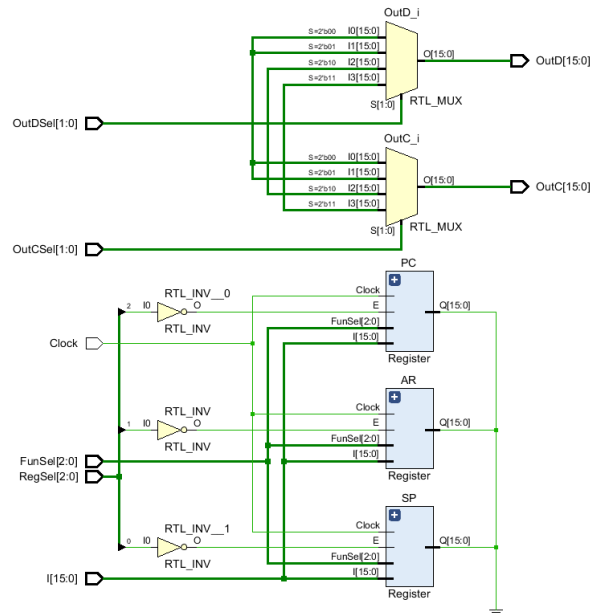 OutD_i
S=2'b00 I0[15:0]
S=2'b01 I1[15:0]
S=2'b10 I2[15:0]
S=2'b11 I3[15:0]
O[15:0]
OutD[15:0]
S[1:0]
RTL_MUX
OutDSel[1:0]
OutC_i
S=2'b00 I0[15:0]
S=2'b01 I1[15:0]
S=2'b10 I2[15:0]
S=2'b11 I3[15:0]
O[15:0]
OutC[15:0]
S[1:0]
RTL_MUX
OutCSel[1:0]
PC
Clock
E
FunSel[2:0]
I[15:0]
Q[15:0]
Register
RTL_INV__0
2 I0 O
RTL_INV
Clock
AR
Clock
E
FunSel[2:0]
I[15:0]
Q[15:0]
Register
RTL_INV
1 I0 O
RTL_INV
FunSel[2:0]
RegSel[2:0]
SP
Clock
E
FunSel[2:0]
I[15:0]
Q[15:0]
Register
RTL_INV__1
0 I0 O
RTL_INV
I[15:0]